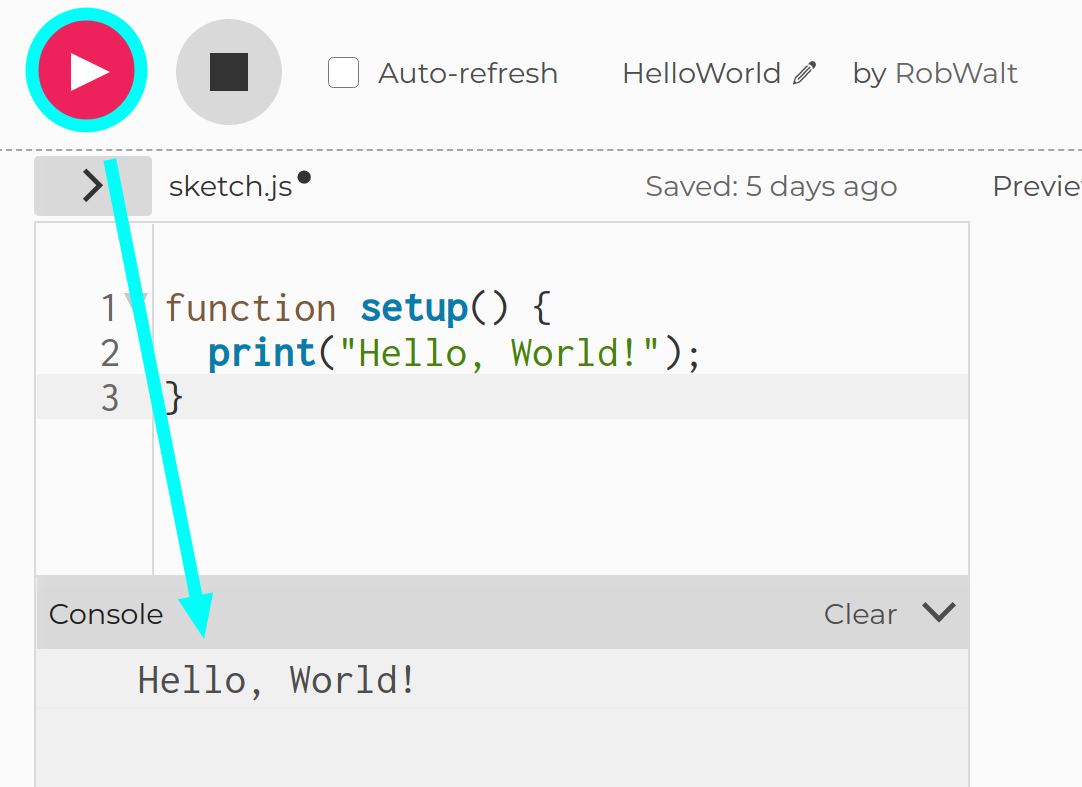 Auto-refresh HelloWorld by RobWalt
sketch.js Saved: 5 days ago Previe
1 function setup() {
2 print("Hello, World!");
3 }
Console Clear
Hello, World!